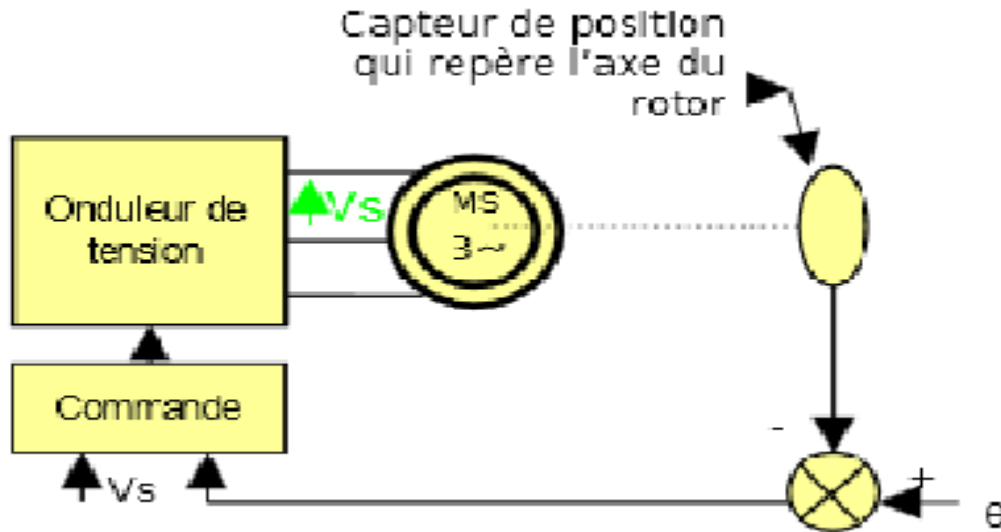 Capteur de position
qui repère l'axe du
rotor
Onduleur de
tension
Vs
MS
3~
Commande
Vs
-
+